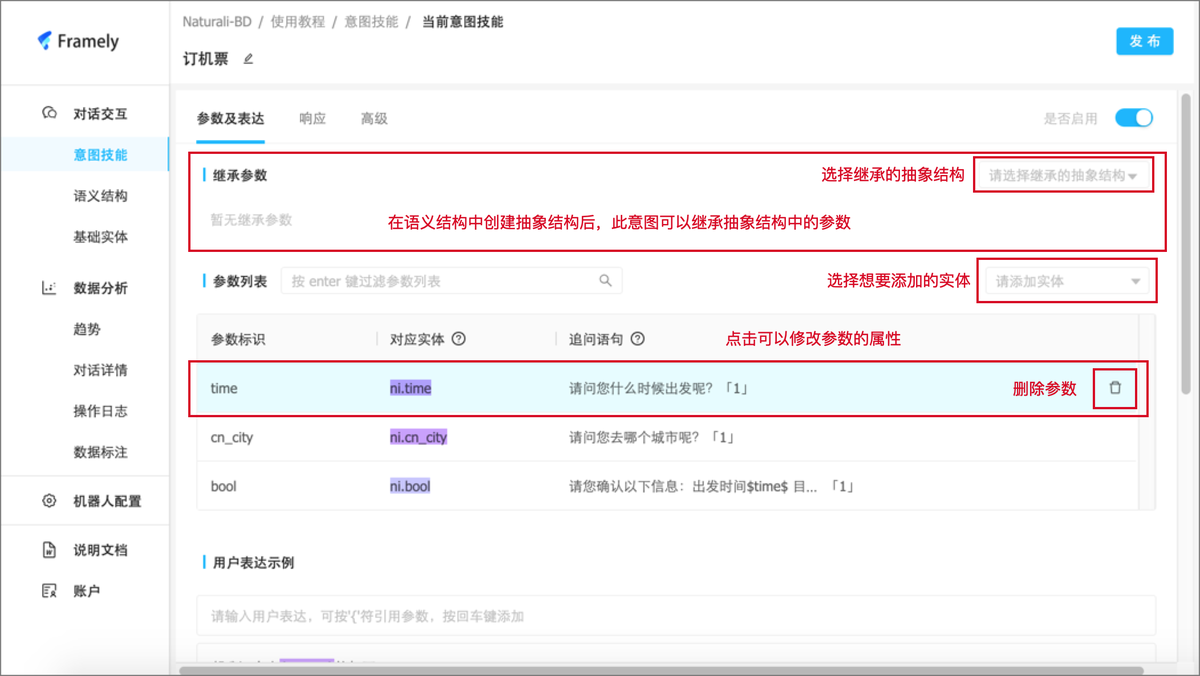 Framely
Naturali-BD / 使用教程 / 意图技能 / 当前意图技能
订机票
发布
对话交互
意图技能
语义结构
基础实体
数据分析
趋势
对话详情
操作日志
数据标注
机器人配置
说明文档
账户
参数及表达 响应 高级
是否启用
继承参数
选择继承的抽象结构
请选择继承的抽象结构
暂无继承参数
在语义结构中创建抽象结构后，此意图可以继承抽象结构中的参数
参数列表
按 enter 键过滤参数列表
选择想要添加的实体
请添加实体
参数标识 对应实体 追问语句
点击可以修改参数的属性
time ni.time 请问您什么时候出发呢？「1」
删除参数
cn_city ni.cn_city 请问您去哪个城市呢？「1」
bool ni.bool 请您确认以下信息：出发时间$time$ 目... 「1」
用户表达示例
请输入用户表达，可按'{'符引用参数，按回车键添加